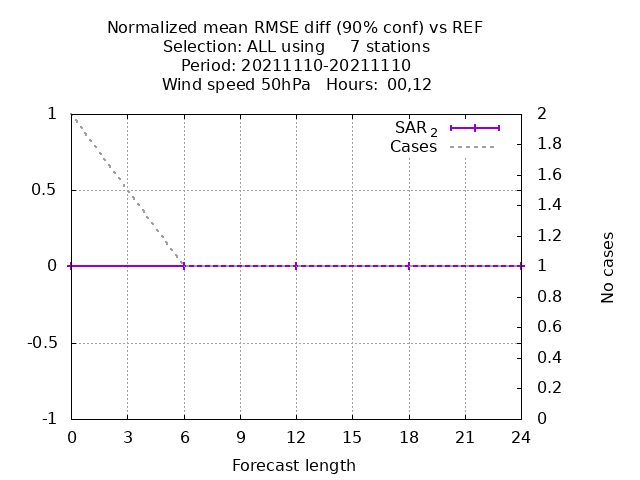 Normalized mean RMSE diff (90% conf) vs REF
Selection: ALL using     7 stations
Period: 20211110-20211110
Wind speed 50hPa   Hours: 00,12
SAR 2
Cases
1
0.5
0
-0.5
-1
2
1.8
1.6
1.4
1.2
1
0.8
0.6
0.4
0.2
0
No cases
0 3 6 9 12 15 18 21 24
Forecast length